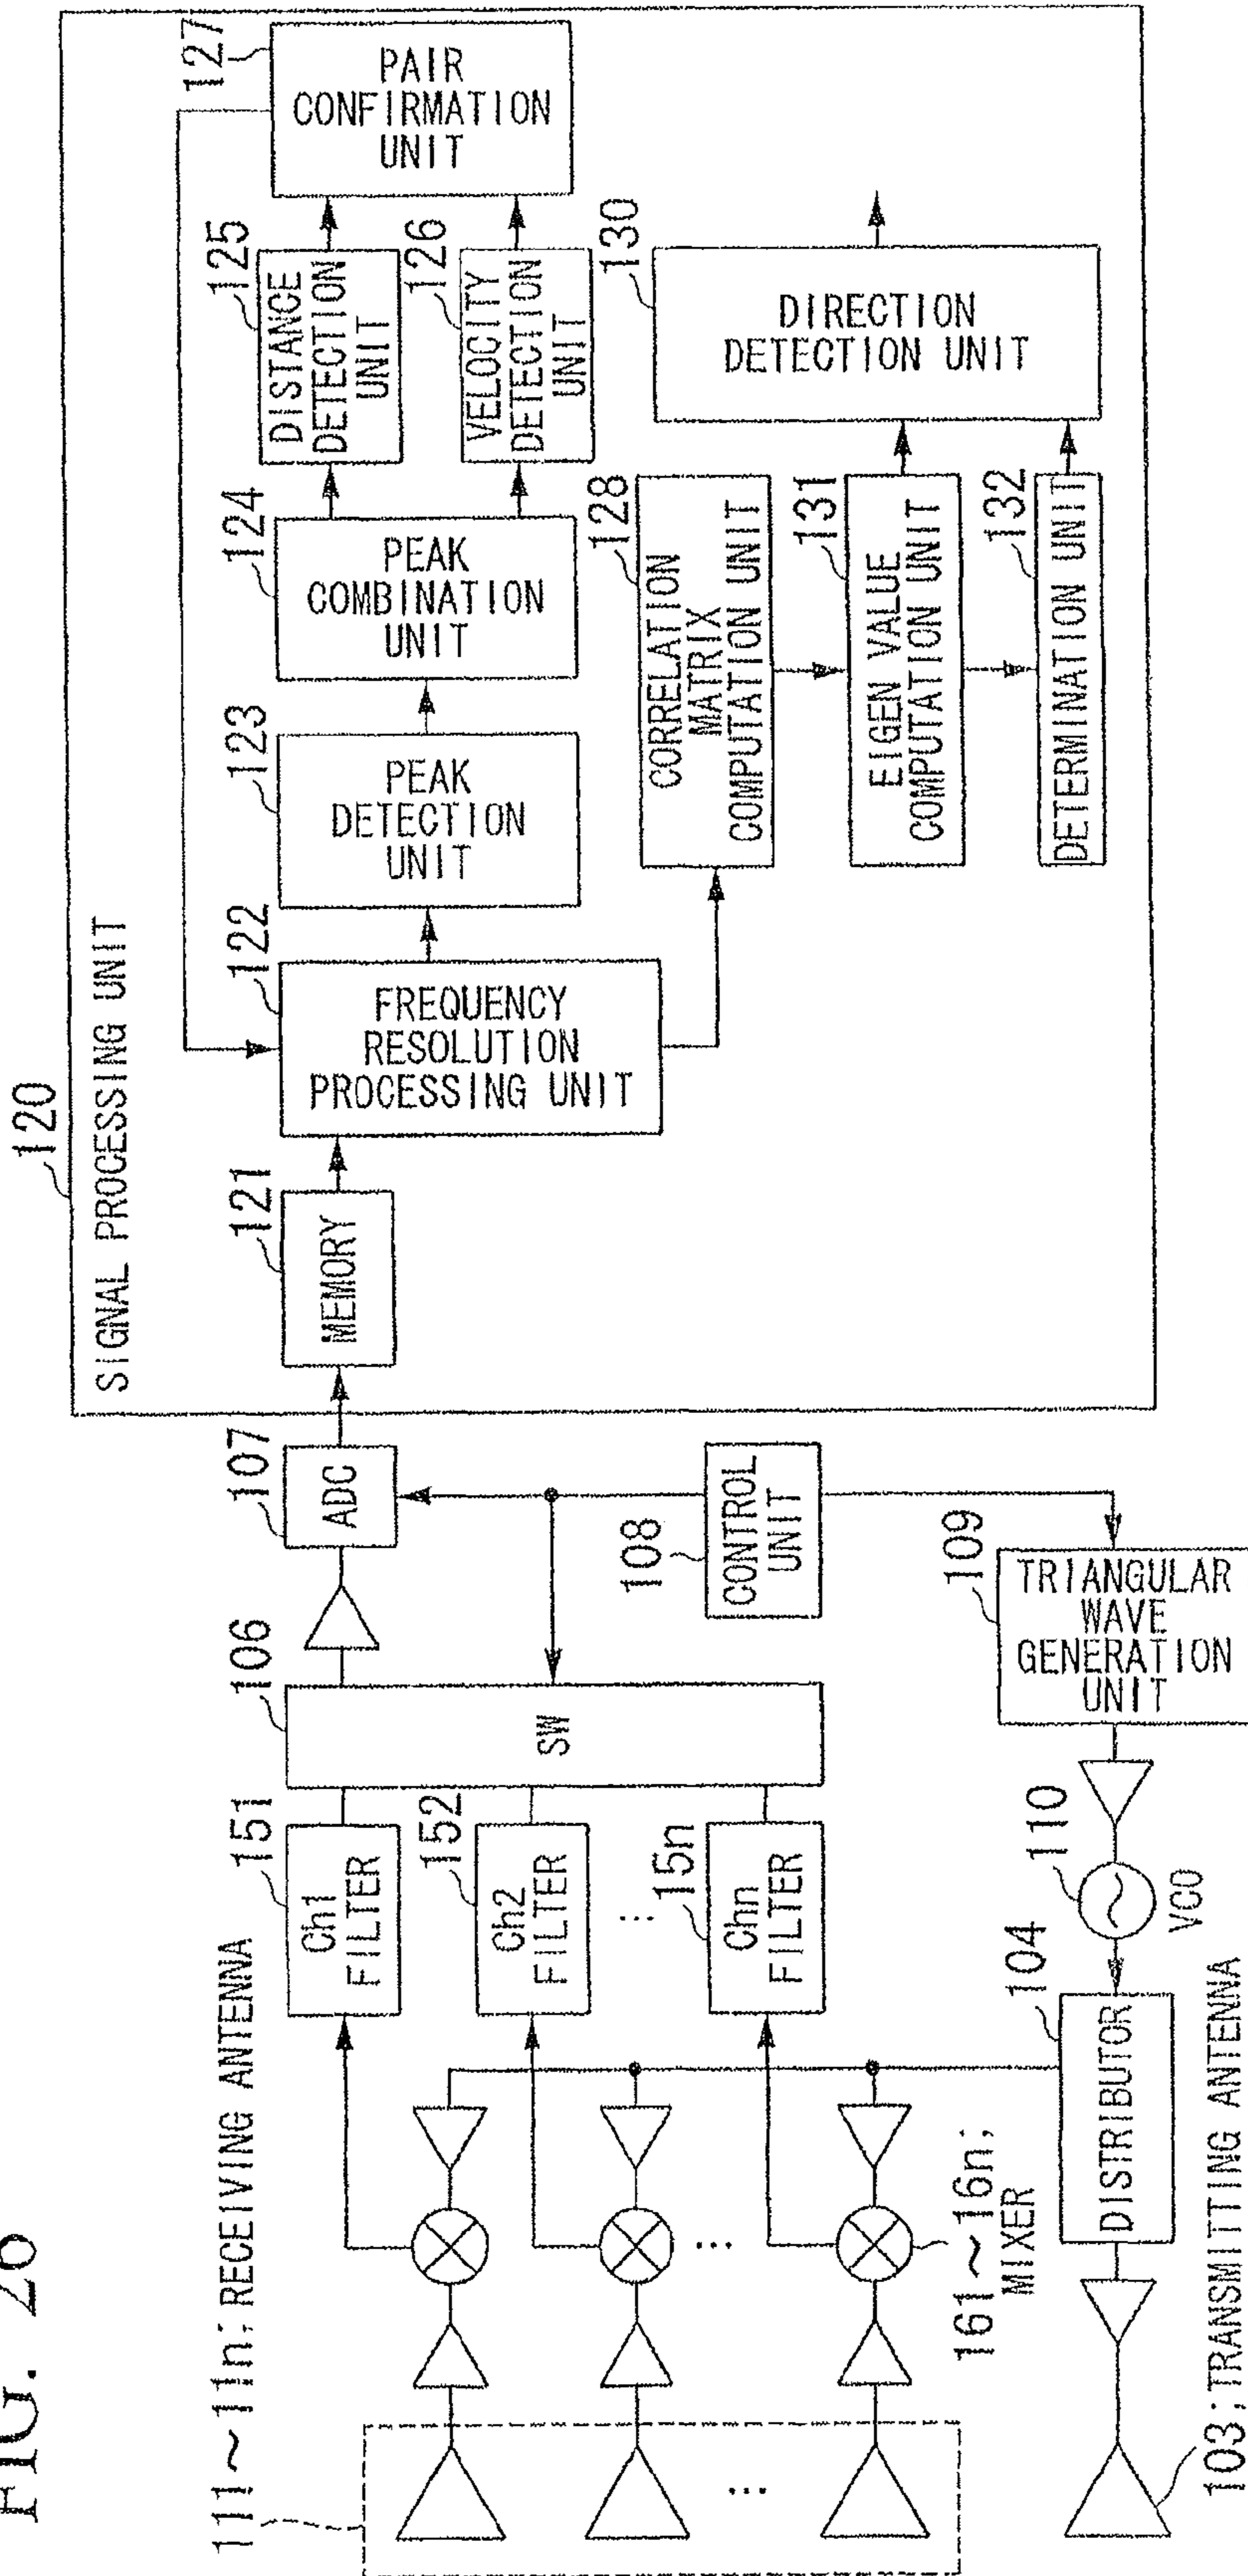 FIG. 26
120
SIGNAL PROCESSING UNIT
111~11n; RECEIVING ANTENNA
151
Ch1
FILTER
152
Ch2
FILTER
...
15n
Chn
FILTER
...
...
161~16n;
MIXER
106
SW
107
ADC
108
CONTROL
UNIT
109
TRIANGULAR
WAVE
GENERATION
UNIT
110
VCO
104
DISTRIBUTOR
103; TRANSMITTING ANTENNA
121
MEMORY
122
FREQUENCY
RESOLUTION
PROCESSING UNIT
123
PEAK
DETECTION
UNIT
124
PEAK
COMBINATION
UNIT
125
DISTANCE
DETECTION
UNIT
126
VELOCITY
DETECTION
UNIT
127
PAIR
CONFIRMATION
UNIT
128
CORRELATION
MATRIX
COMPUTATION UNIT
131
EIGEN VALUE
COMPUTATION UNIT
132
DETERMINATION UNIT
130
DIRECTION
DETECTION UNIT